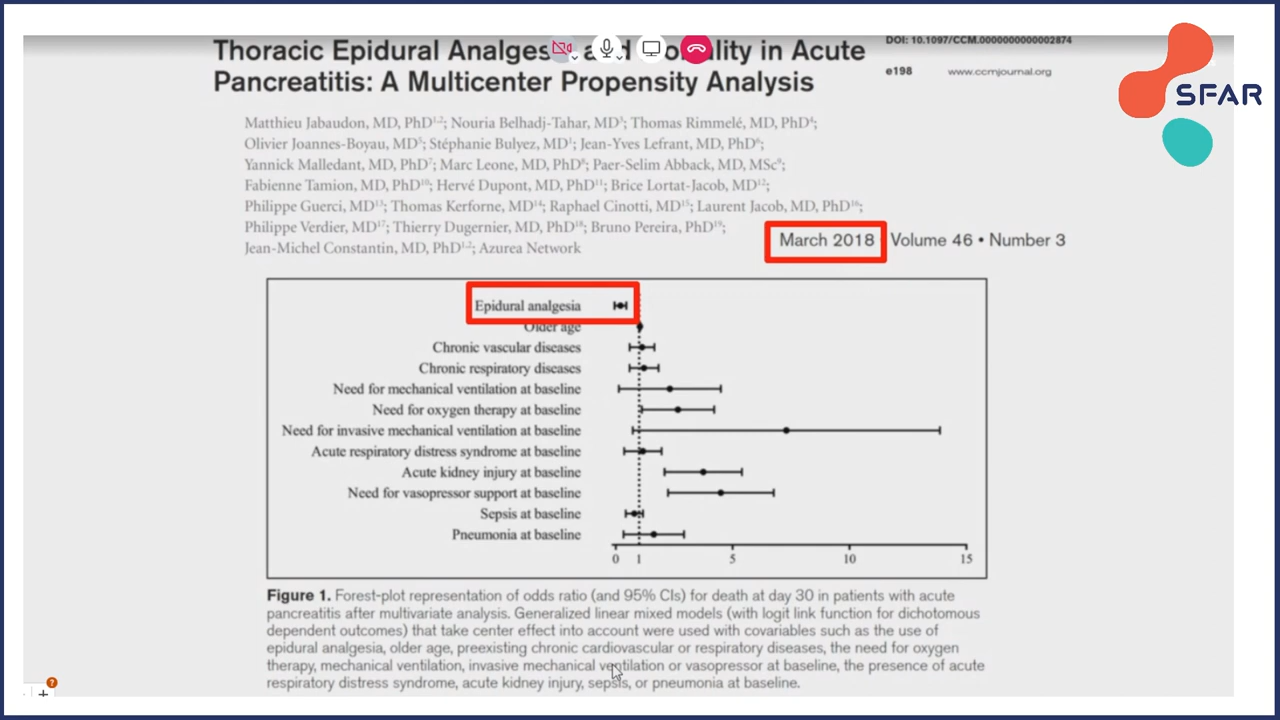 Thoracic Epidural Analges ality in Acute
Pancreatitis: A Multicenter Propensity Analysis
DOI: 10.1097/CCM.0000000000002874
e198 www.ccmjournal.org
SFAR
Matthieu Jabaudon, MD, PhD1,2; Nouria Belhadj-Tahar, MD3; Thomas Rimmelé, MD, PhD4;
Olivier Joannes-Boyau, MD5; Stéphanie Bulyez, MD1; Jean-Yves Lefrant, MD, PhD6;
Yannick Malledant, MD, PhD7; Marc Leone, MD, PhD8; Paer-Selim Abback, MD, MSc9;
Fabienne Tamion, MD, PhD10; Hervé Dupont, MD, PhD11; Brice Lortat-Jacob, MD12;
Philippe Guerci, MD13; Thomas Kerforne, MD14; Raphael Cinotti, MD15; Laurent Jacob, MD, PhD16;
Philippe Verdier, MD17; Thierry Dugernier, MD, PhD18; Bruno Pereira, PhD19;
Jean-Michel Constantin, MD, PhD1,2; Azurea Network
March 2018 Volume 46 • Number 3
Epidural analgesia
Older age
Chronic vascular diseases
Chronic respiratory diseases
Need for mechanical ventilation at baseline
Need for oxygen therapy at baseline
Need for invasive mechanical ventilation at baseline
Acute respiratory distress syndrome at baseline
Acute kidney injury at baseline
Need for vasopressor support at baseline
Sepsis at baseline
Pneumonia at baseline
0 1 5 10 15
Figure 1. Forest-plot representation of odds ratio (and 95% CIs) for death at day 30 in patients with acute
pancreatitis after multivariate analysis. Generalized linear mixed models (with logit link function for dichotomous
dependent outcomes) that take center effect into account were used with covariables such as the use of
epidural analgesia, older age, preexisting chronic cardiovascular or respiratory diseases, the need for oxygen
therapy, mechanical ventilation, invasive mechanical ventilation or vasopressor at baseline, the presence of acute
respiratory distress syndrome, acute kidney injury, sepsis, or pneumonia at baseline.